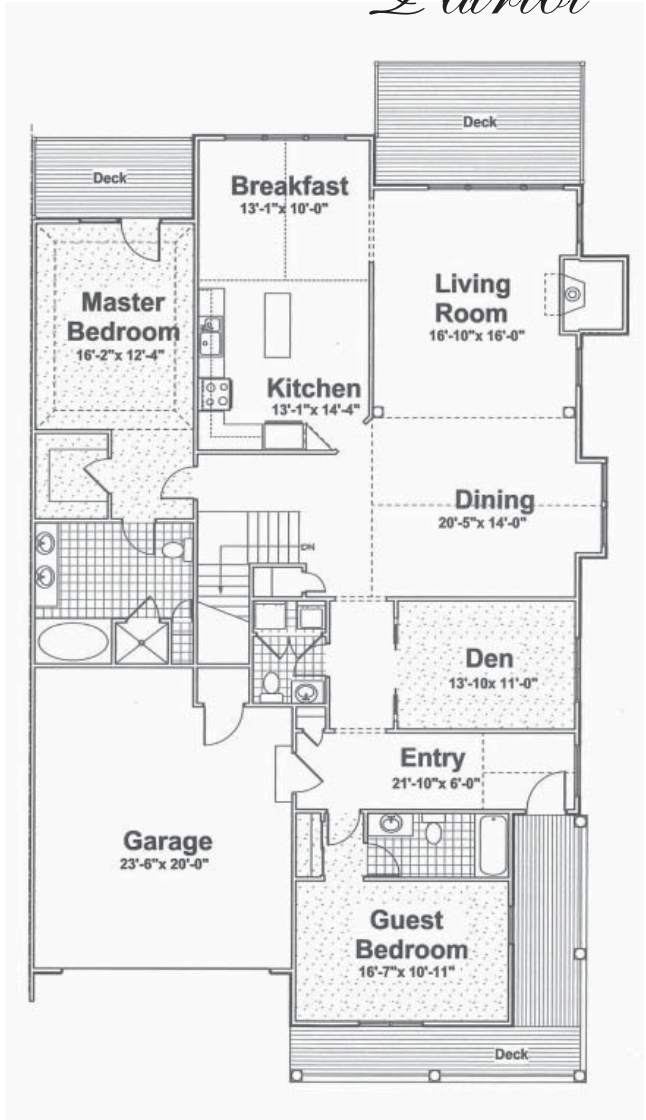 Deck
Deck
Breakfast
13'-1"x 10'-0"
Living
Room
16'-10"x 16'-0"
Master
Bedroom
16'-2"x 12'-4"
Kitchen
13'-1"x 14'-4"
Dining
20'-5"x 14'-0"
DN
Den
13'-10x 11'-0"
Entry
21'-10"x 6'-0"
Garage
23'-6"x 20'-0"
Guest
Bedroom
16'-7"x 10'-11"
Deck